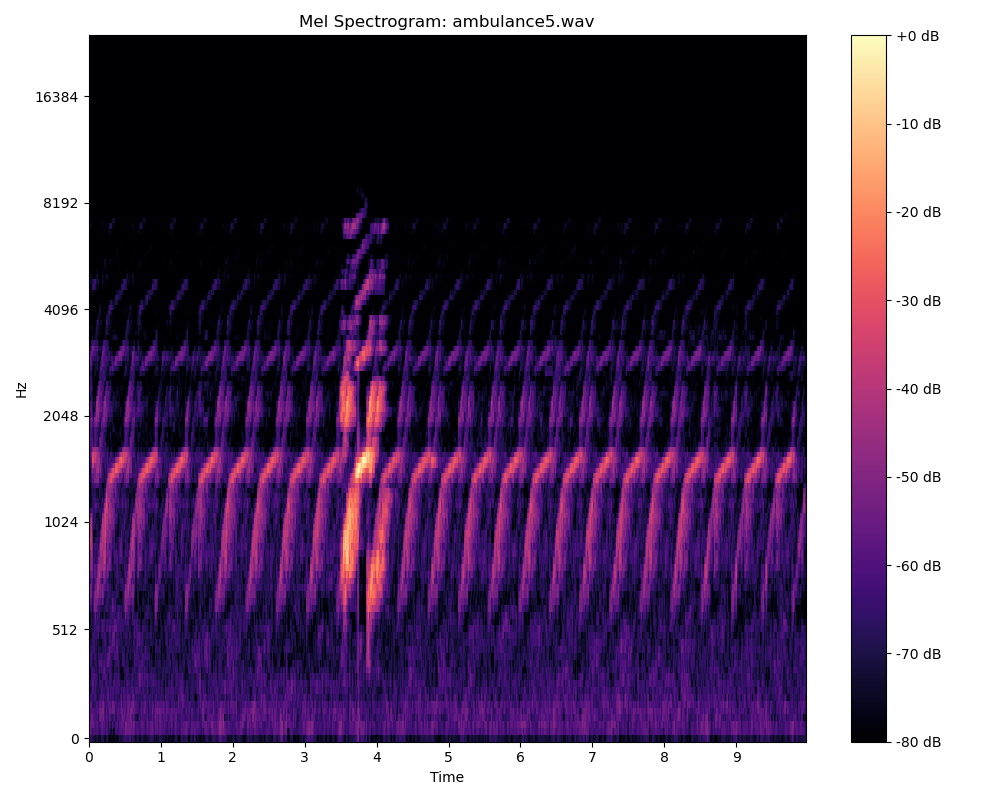 Mel Spectrogram: ambulance5.wav
16384
8192
4096
2048
1024
512
0
Hz
0 1 2 3 4 5 6 7 8 9
Time
+0 dB
-10 dB
-20 dB
-30 dB
-40 dB
-50 dB
-60 dB
-70 dB
-80 dB